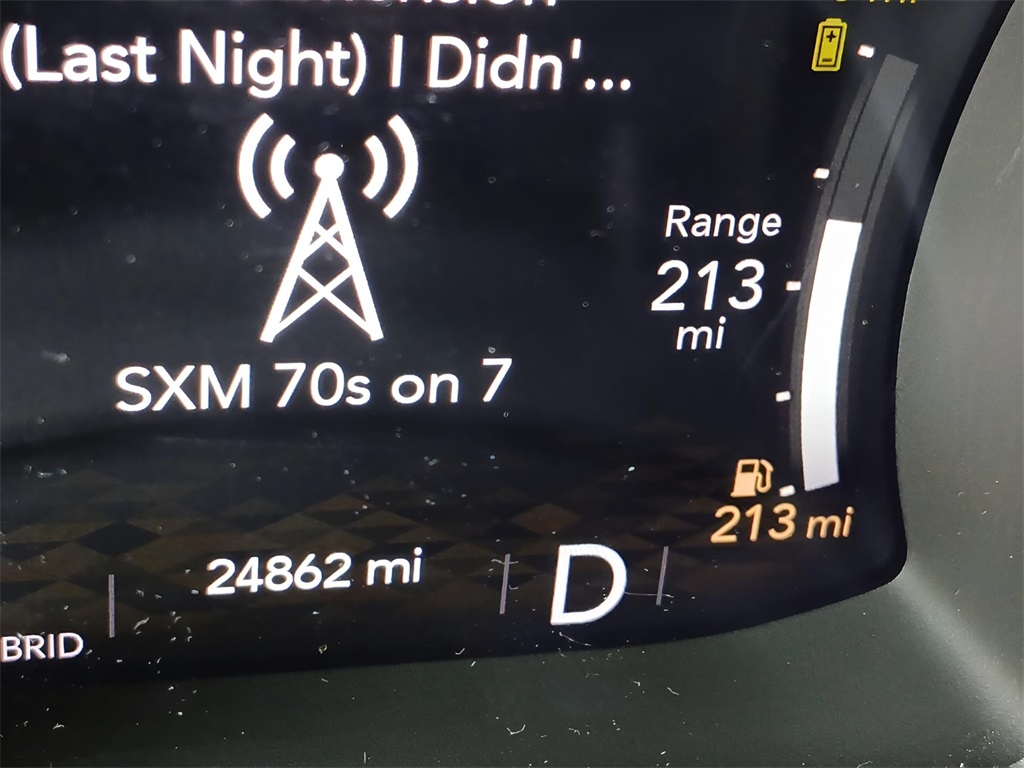 (Last Night) I Didn'...
Range
213
mi
SXM 70s on 7
213 mi
24862 mi
D
BRID